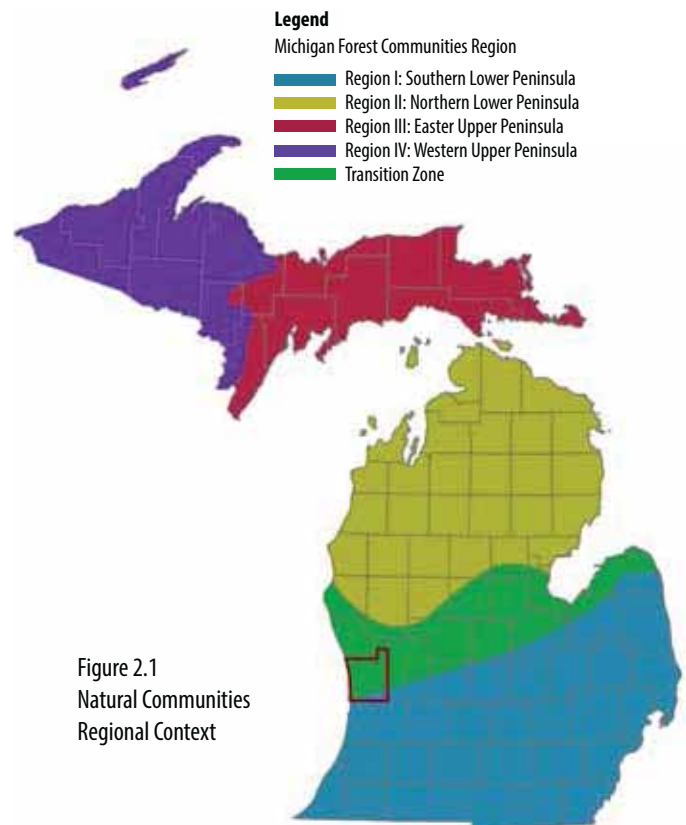 Legend
Michigan Forest Communities Region
Region I: Southern Lower Peninsula
Region II: Northern Lower Peninsula
Region III: Easter Upper Peninsula
Region IV: Western Upper Peninsula
Transition Zone
Figure 2.1
Natural Communities
Regional Context